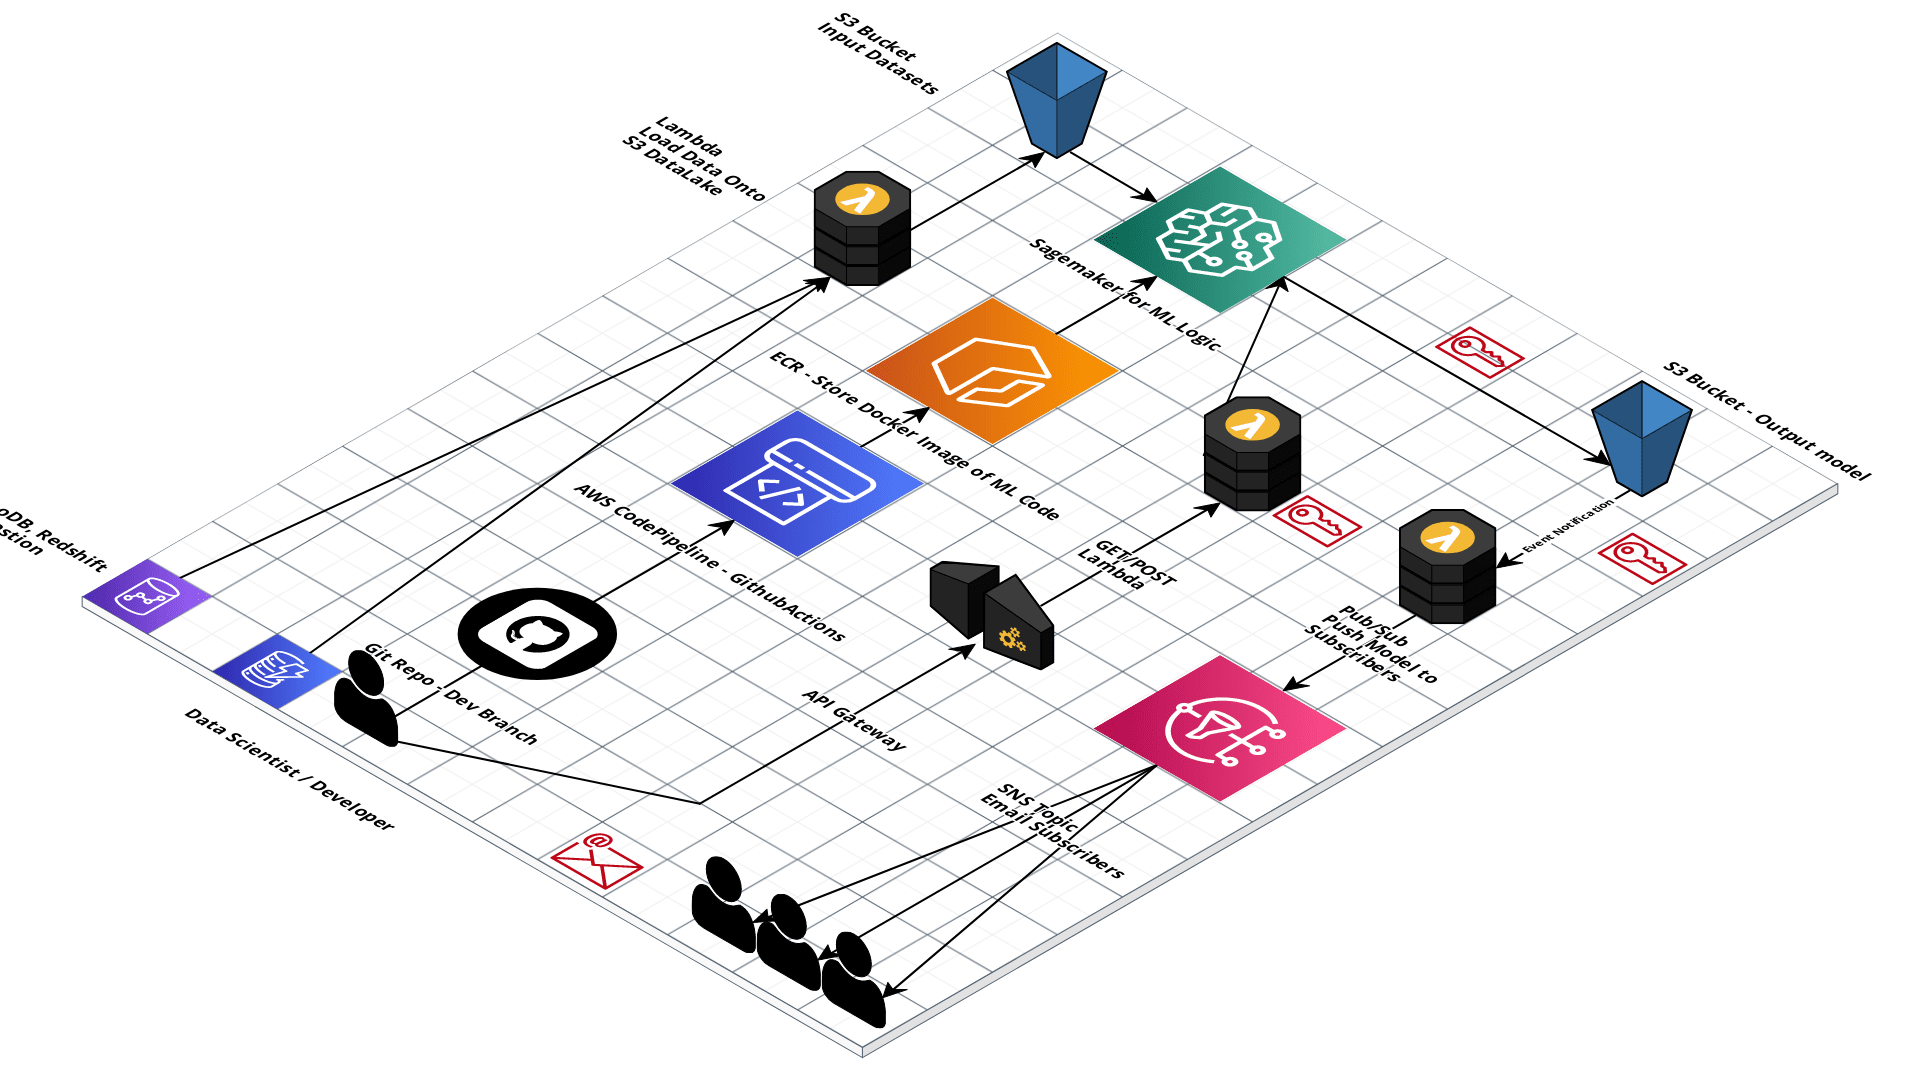 S3 Bucket
Input Datasets
Lambda
Load Data Onto
S3 DataLake
Sagemaker for ML Logic
S3 Bucket - Output model
ECR - Store Docker Image of ML Code
AWS CodePipeline - GithubActions
Event Notification
GET/POST
Lambda
oDB, Redshift
stion
Pub/Sub
Push Model to
Subscribers
Git Repo - Dev Branch
API Gateway
Data Scientist / Developer
SNS Topic
Email Subscribers